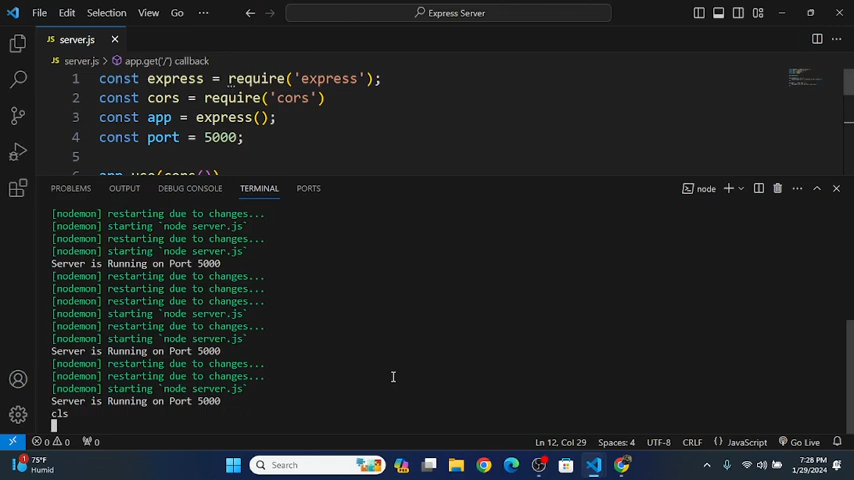 File Edit Selection View Go ... Express Server
server.js
server.js > app.get('/') callback
1 const express = require('express');
2 const cors = require('cors')
3 const app = express();
4 const port = 5000;
5
6 app.use(cors())
PROBLEMS OUTPUT DEBUG CONSOLE TERMINAL PORTS node
[nodemon] restarting due to changes...
[nodemon] starting `node server.js`
[nodemon] restarting due to changes...
[nodemon] starting `node server.js`
Server is Running on Port 5000
[nodemon] restarting due to changes...
[nodemon] restarting due to changes...
[nodemon] restarting due to changes...
[nodemon] starting `node server.js`
[nodemon] restarting due to changes...
[nodemon] starting `node server.js`
Server is Running on Port 5000
[nodemon] restarting due to changes...
[nodemon] restarting due to changes...
[nodemon] starting `node server.js`
Server is Running on Port 5000
cls
0 0 0 Ln 12, Col 29 Spaces: 4 UTF-8 CRLF {} JavaScript Go Live
1 75°F Search 7:28 PM
Humid 1/29/2024